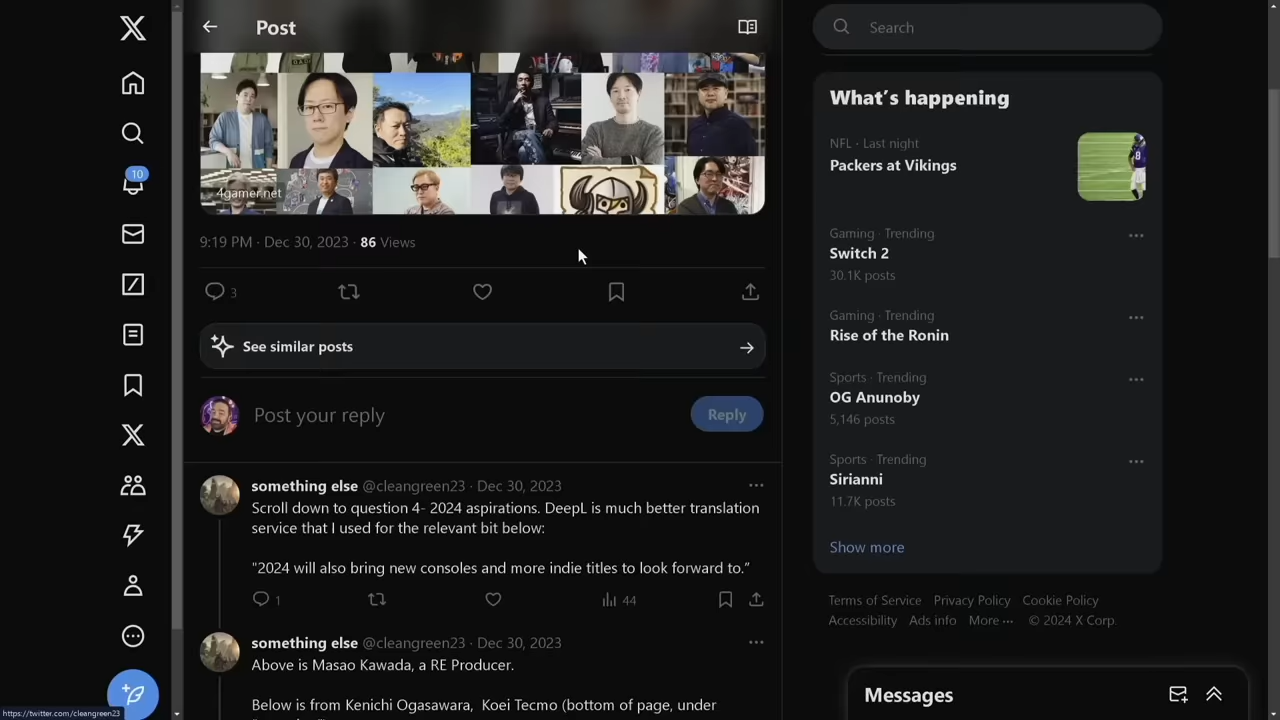 Post
Search
4gamer.net
9:19 PM · Dec 30, 2023 · 86 Views
3
See similar posts
Post your reply
Reply
something else @cleangreen23 · Dec 30, 2023
Scroll down to question 4- 2024 aspirations. DeepL is much better translation
service that I used for the relevant bit below:
"2024 will also bring new consoles and more indie titles to look forward to.”
1
44
something else @cleangreen23 · Dec 30, 2023
Above is Masao Kawada, a RE Producer.
Below is from Kenichi Ogasawara, Koei Tecmo (bottom of page, under
What's happening
NFL · Last night
Packers at Vikings
Gaming · Trending
Switch 2
30.1K posts
Gaming · Trending
Rise of the Ronin
Sports · Trending
OG Anunoby
5,146 posts
Sports · Trending
Sirianni
11.7K posts
Show more
Terms of Service Privacy Policy Cookie Policy
Accessibility Ads info More ··· © 2024 X Corp.
Messages
10
https://twitter.com/cleangreen23